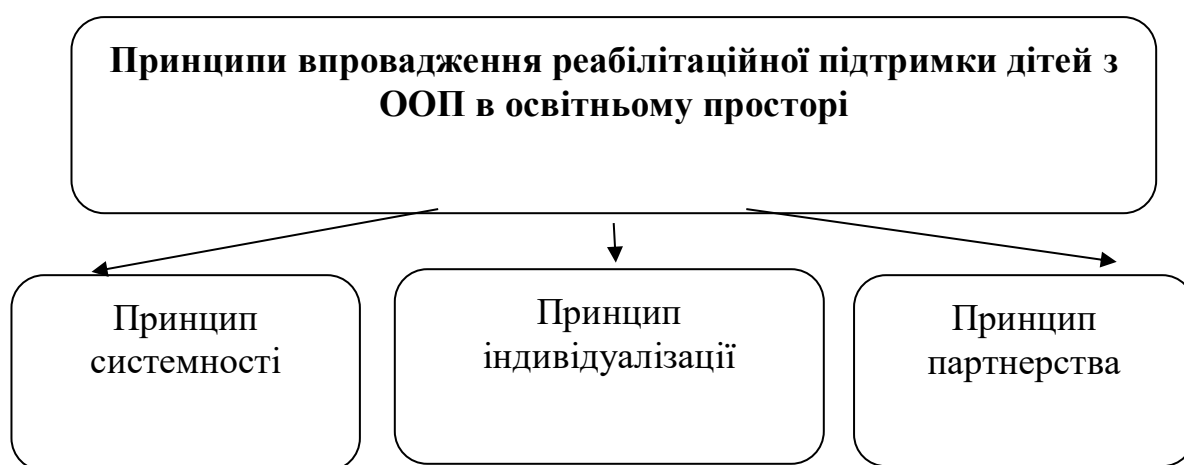 Принципи впровадження реабілітаційної підтримки дітей з
ООП в освітньому просторі
Принцип
системності
Принцип
індивідуалізації
Принцип
партнерства